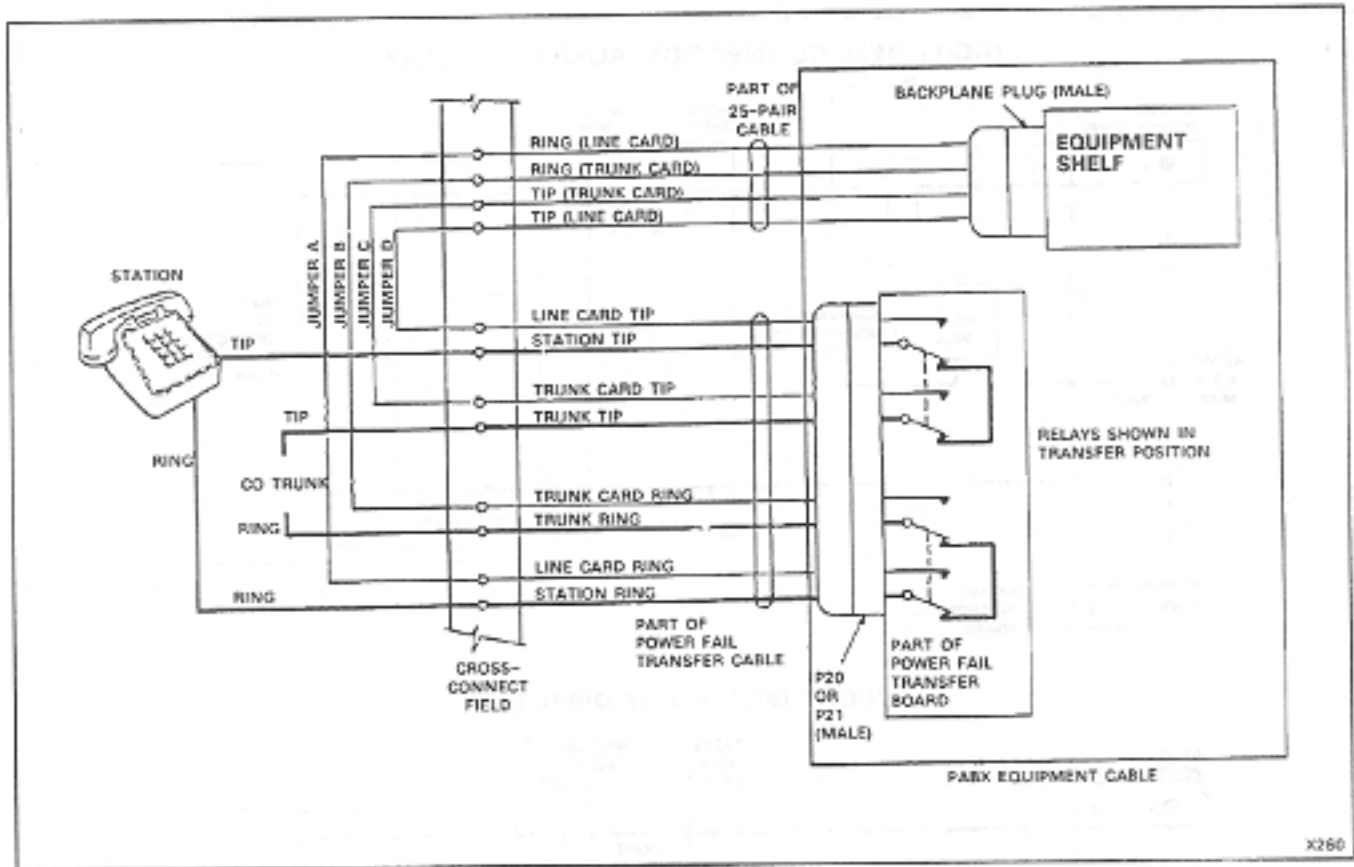 PART OF
25-PAIR
CABLE
BACKPLANE PLUG (MALE)
EQUIPMENT
SHELF
RING (LINE CARD)
RING (TRUNK CARD)
TIP (TRUNK CARD)
TIP (LINE CARD)
JUMPER A
JUMPER B
JUMPER C
JUMPER D
STATION
TIP
LINE CARD TIP
STATION TIP
TRUNK CARD TIP
TIP
TRUNK TIP
RELAYS SHOWN IN
TRANSFER POSITION
RING
CO TRUNK
TRUNK CARD RING
RING
TRUNK RING
LINE CARD RING
RING
STATION RING
PART OF
POWER FAIL
TRANSFER CABLE
CROSS-
CONNECT
FIELD
P20
OR
P21
(MALE)
PART OF
POWER FAIL
TRANSFER
BOARD
PABX EQUIPMENT CABLE
X260